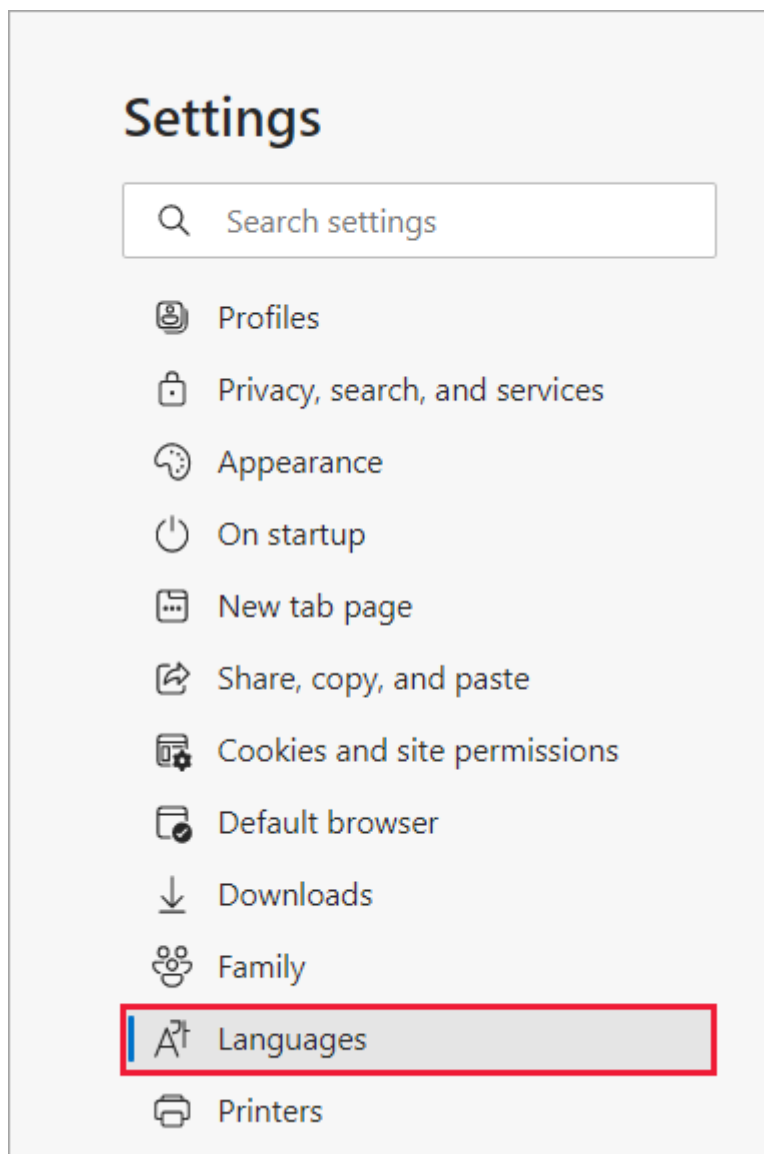 Settings
Search settings
Profiles
Privacy, search, and services
Appearance
On startup
New tab page
Share, copy, and paste
Cookies and site permissions
Default browser
Downloads
Family
Languages
Printers